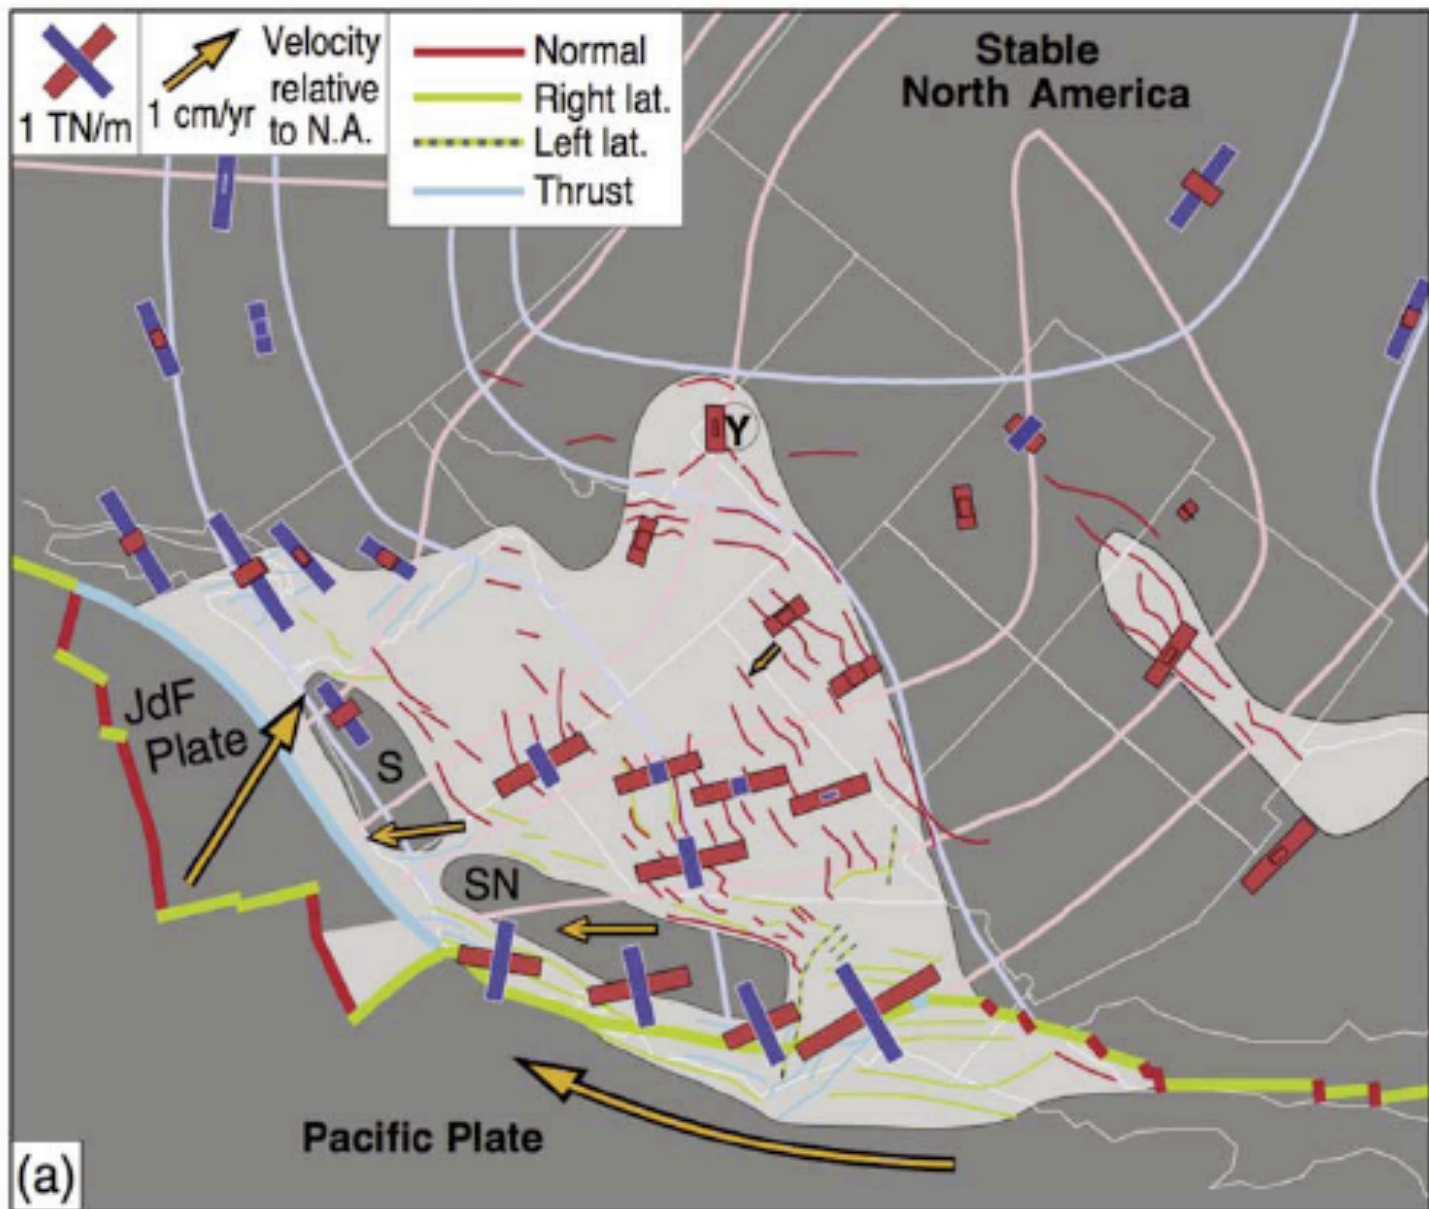 1 TN/m
1 cm/yr
Velocity
relative
to N.A.
Normal
Right lat.
Left lat.
Thrust
Stable
North America
Y
JdF
Plate
S
SN
Pacific Plate
(a)